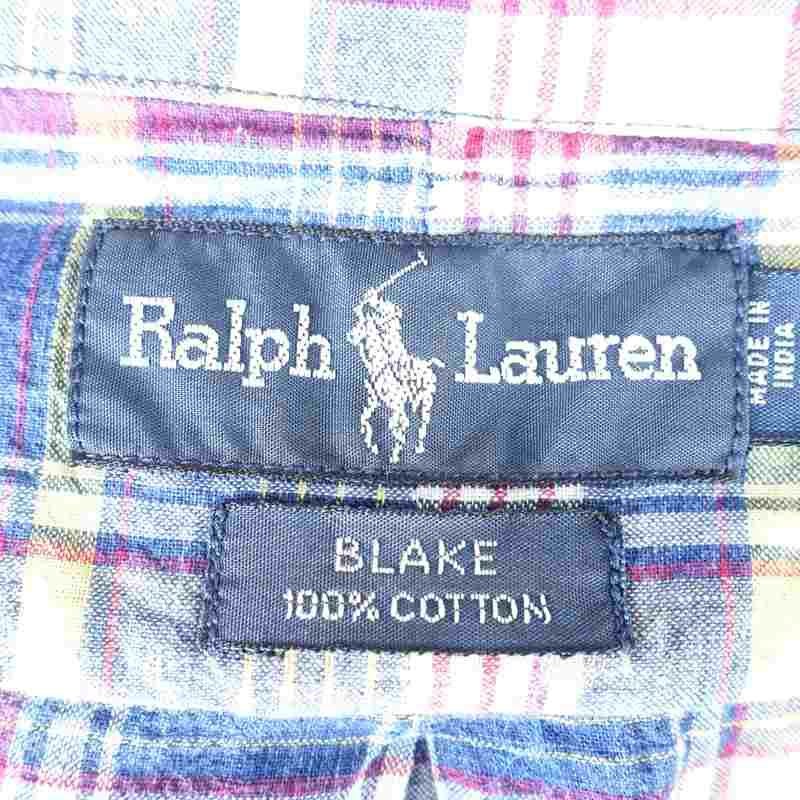 Ralph Lauren
MADE IN
INDIA
BLAKE
100% COTTON